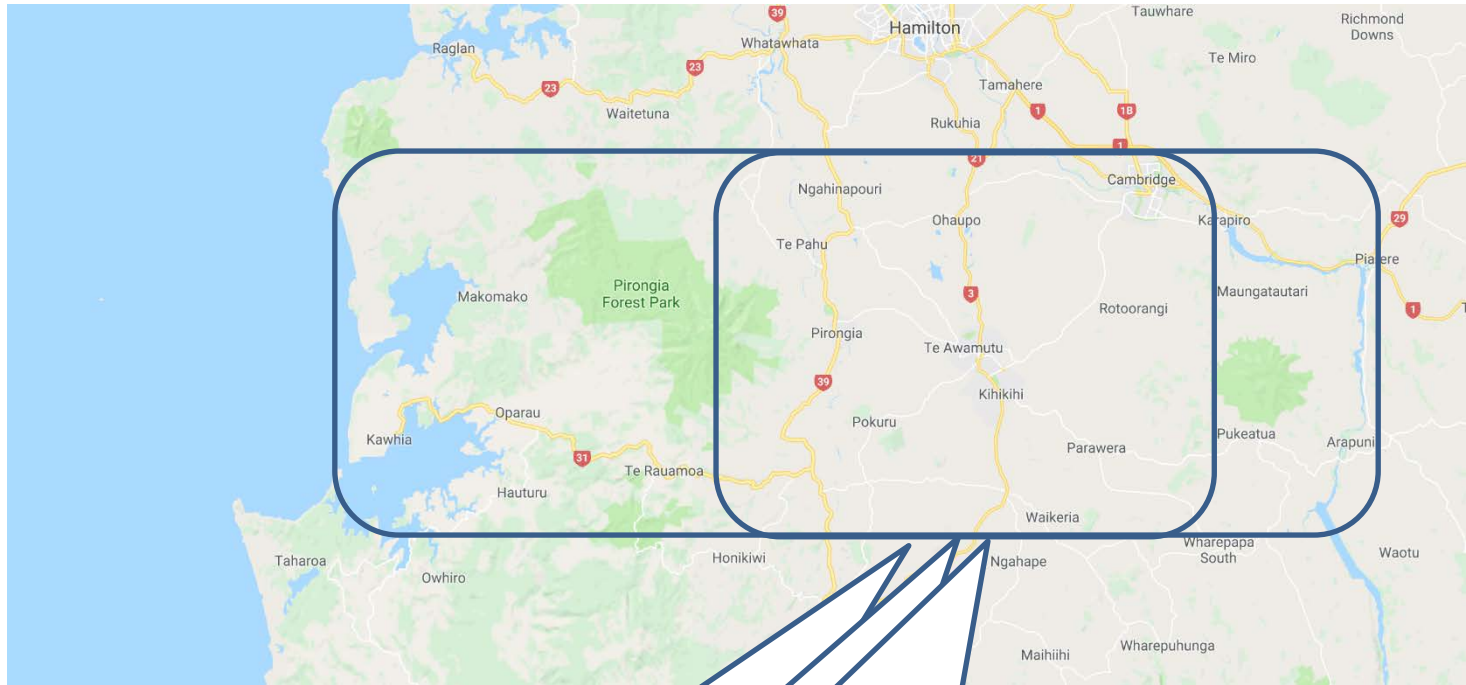 39
Tauwhare
Richmond
Downs
Hamilton
Raglan
Whatawhata
Te Miro
23
23
Tamahere
Waitetuna
1
1B
Rukuhia
1
21
Cambridge
Ngahinapouri
Ohaupo
Karapiro
29
Te Pahu
Piarere
Pirongia
Forest Park
Makomako
3
Maungatautari
Rotoorangi
1
T
Pirongia
Te Awamutu
39
Kihikihi
Oparau
Pokuru
Kawhia
Pukeatua
Arapuni
Parawera
31
Te Rauamoa
Hauturu
Waikeria
Wharepapa
South
Taharoa
Honikiwi
Ngahape
Waotu
Owhiro
Wharepuhunga
Maihiihi